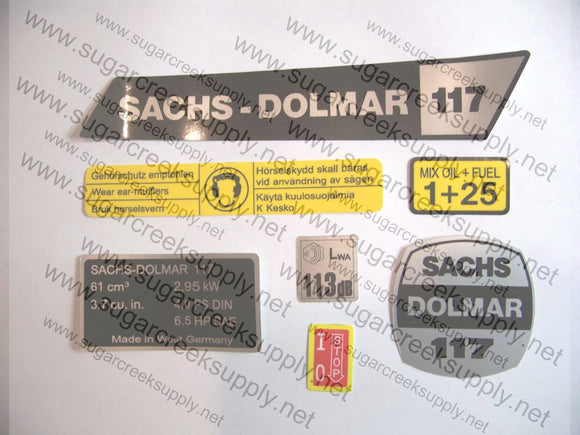 www.sugarcreeksupply.net
SACHS-DOLMAR 117
Gehörschutz empfohlen
Wear ear-mufflers
Bruk hørselsvern
Hörselskydd skall bäras
vid användning av sågen
Käytä kuulosuojaimia
K Kesko
MIX OIL + FUEL
1+25
SACHS-DOLMAR 117
61 cm³ 2,95 kW
3.7 cu. in. 4.0 PS DIN
6.5 HP SAE
Made in West Germany
LWA
113dB
I STOP
0
SACHS
DOLMAR
117